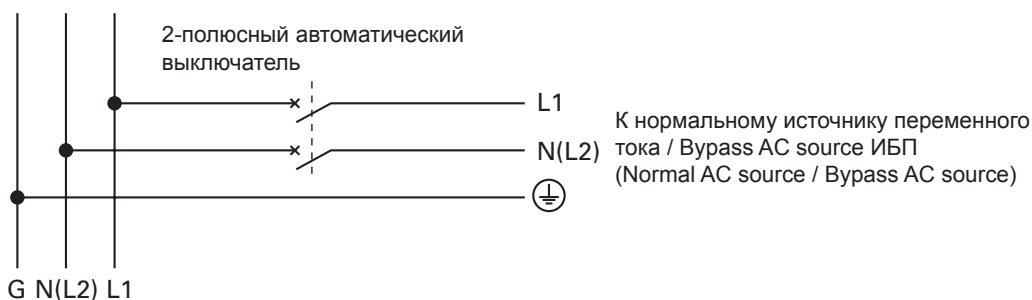 2-полюсный автоматический
выключатель
L1
N(L2)
К нормальному источнику переменного
тока / Bypass AC source ИБП
(Normal AC source / Bypass AC source)
G N(L2) L1